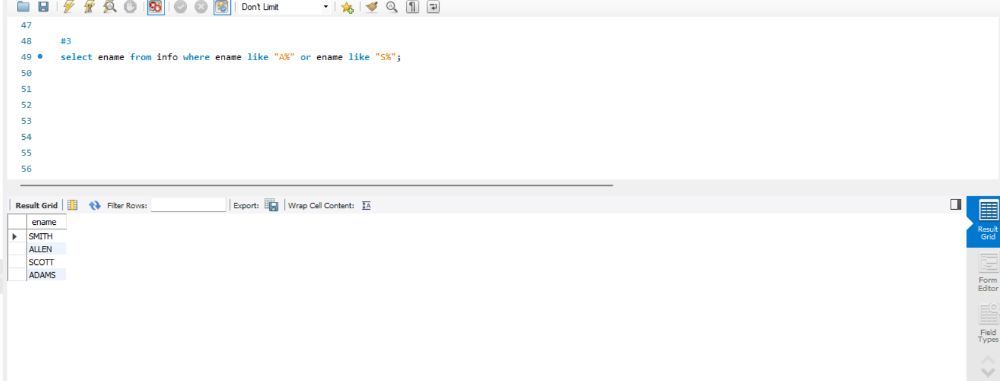 Don't Limit
47
48 #3
49 select ename from info where ename like "A%" or ename like "S%";
50
51
52
53
54
55
56
Result Grid Filter Rows: Export: Wrap Cell Content:
ename
SMITH
ALLEN
SCOTT
ADAMS
Result
Grid
Form
Editor
Field
Types